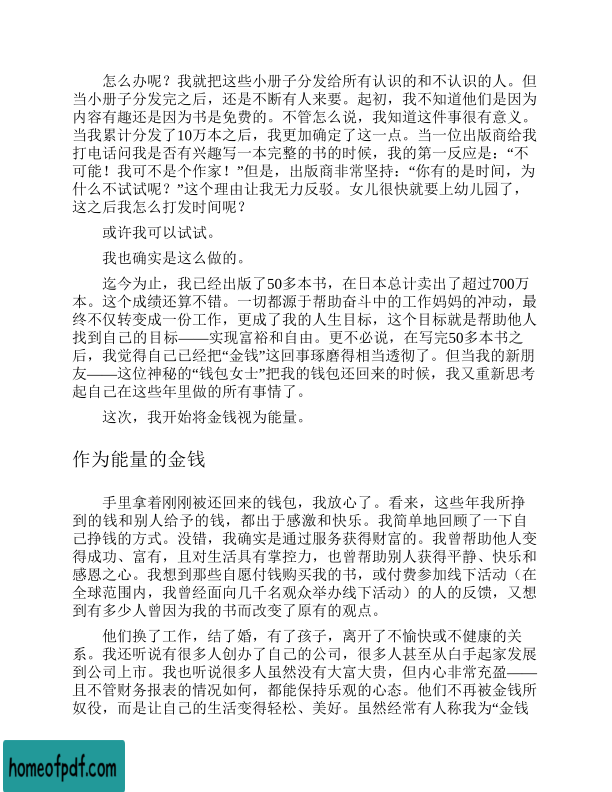 怎么办呢？我就把这些小册子分发给所有认识的和不认识的人。但
当小册子分发完之后，还是不断有人来要。起初，我不知道他们是因为
内容有趣还是因为书是免费的。不管怎么说，我知道这件事很有意义。
当我累计分发了10万本之后，我更加确定了这一点。当一位出版商给我
打电话问我是否有兴趣写一本完整的书的时候，我的第一反应是：“不
可能！我可不是个作家！”但是，出版商非常坚持：“你有的是时间，为
什么不试试呢？”这个理由让我无力反驳。女儿很快就要上幼儿园了，
这之后我怎么打发时间呢？
或许我可以试试。
我也确实是这么做的。
迄今为止，我已经出版了50多本书，在日本总计卖出了超过700万
本。这个成绩还算不错。一切都源于帮助奋斗中的工作妈妈的冲动，最
终不仅转变成一份工作，更成了我的人生目标，这个目标就是帮助他人
找到自己的目标——实现富裕和自由。更不必说，在写完50多本书之
后，我觉得自己已经把“金钱”这回事琢磨得相当透彻了。但当我的新朋
友——这位神秘的“钱包女士”把我的钱包还回来的时候，我又重新思考
起自己在这些年里做的所有事情了。
这次，我开始将金钱视为能量。
作为能量的金钱
手里拿着刚刚被还回来的钱包，我放心了。看来，这些年我所挣
到的钱和别人给予的钱，都出于感激和快乐。我简单地回顾了一下自
己挣钱的方式。没错，我确实是通过服务获得财富的。我曾帮助他人变
得成功、富有，且对生活具有掌控力，也曾帮助别人获得平静、快乐和
感恩之心。我想到那些自愿付钱购买我的书，或付费参加线下活动（在
全球范围内，我曾经面向几千名观众举办线下活动）的人的反馈，又想
到有多少人曾因为我的书而改变了原有的观点。
他们换了工作，结了婚，有了孩子，离开了不愉快或不健康的关
系。我还听说有很多人创办了自己的公司，很多人甚至从白手起家发展
到公司上市。我也听说很多人虽然没有大富大贵，但内心非常充盈——
且不管财务报表的情况如何，都能保持乐观的心态。他们不再被金钱所
奴役，而是让自己的生活变得轻松、美好。虽然经常有人称我为“金钱
homeofpdf.com